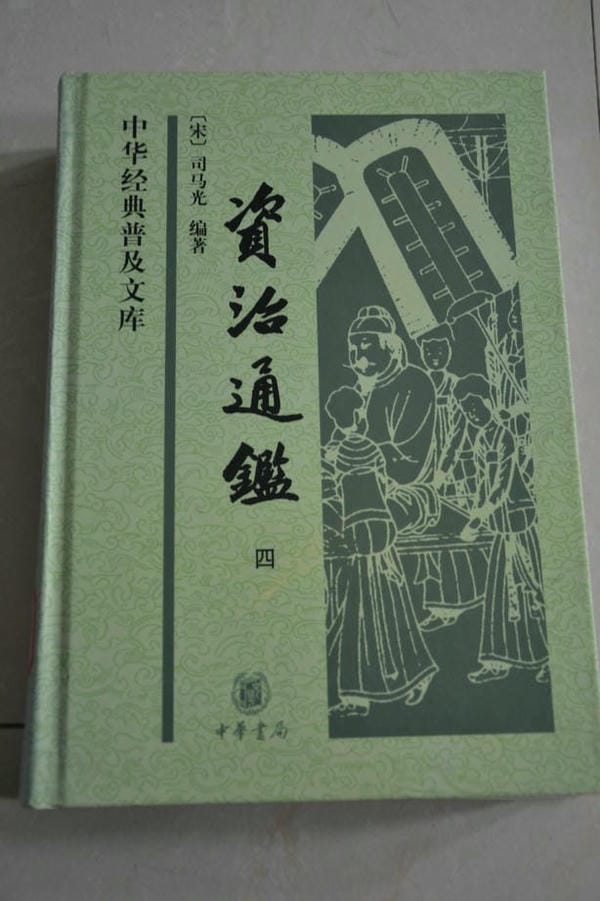 中华经典普及文库
〔宋〕司马光 编著
資治通鑑
四
中華書局